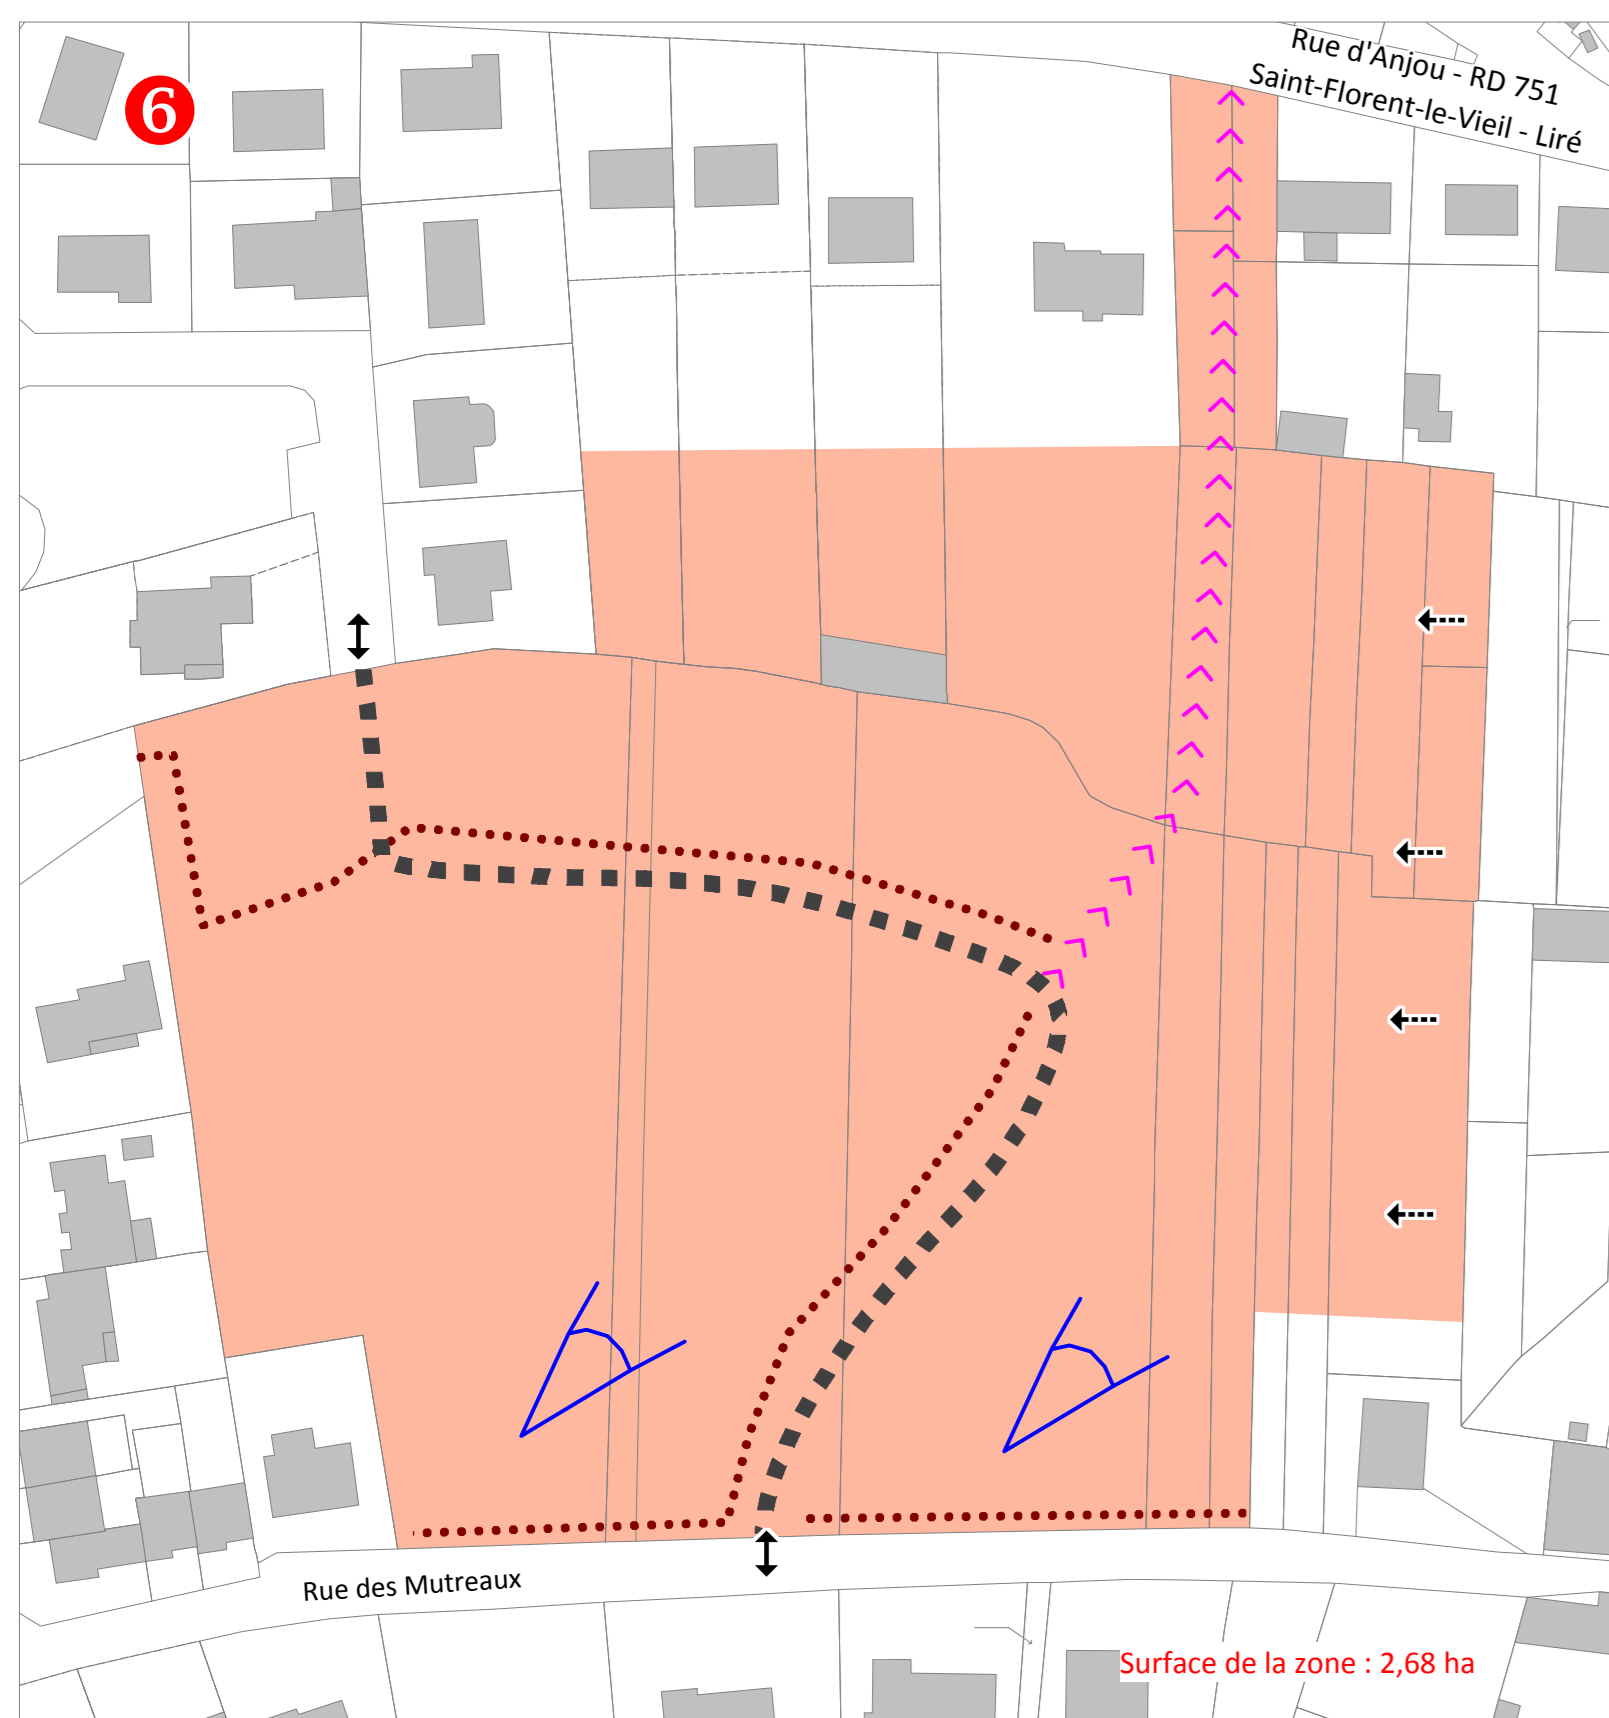 6
Rue d'Anjou - RD 751
Saint-Florent-le-Vieil - Liré
Rue des Mutreaux
Surface de la zone : 2,68 ha